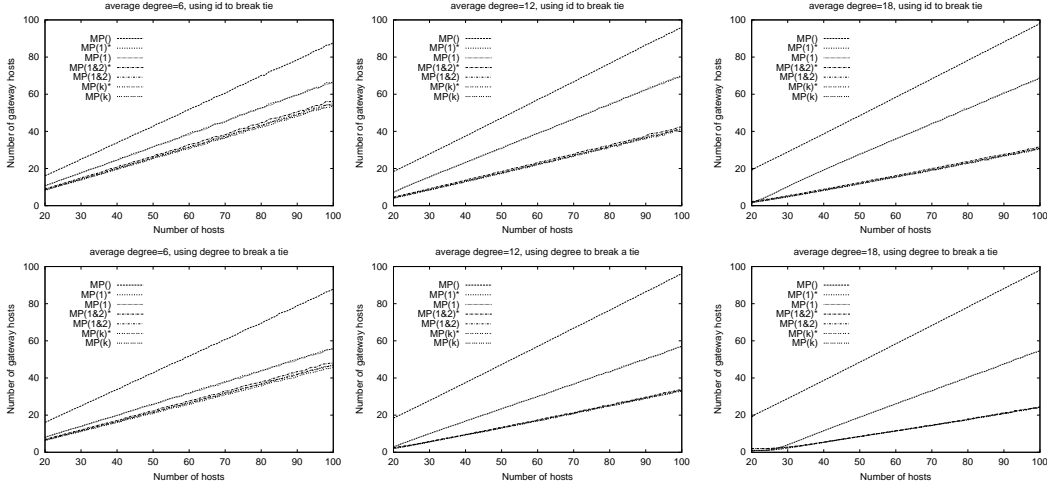 average degree=6, using id to break tie
100
80
60
40
20
0
Number of gateway hosts
MP()
MP(1)*
MP(1)
MP(1&2)*
MP(1&2)
MP(k)*
MP(k)
20 30 40 50 60 70 80 90 100
Number of hosts
average degree=12, using id to break tie
100
80
60
40
20
0
Number of gateway hosts
MP()
MP(1)*
MP(1)
MP(1&2)*
MP(1&2)
MP(k)*
MP(k)
20 30 40 50 60 70 80 90 100
Number of hosts
average degree=18, using id to break tie
100
80
60
40
20
0
Number of gateway hosts
MP()
MP(1)*
MP(1)
MP(1&2)*
MP(1&2)
MP(k)*
MP(k)
20 30 40 50 60 70 80 90 100
Number of hosts
average degree=6, using degree to break a tie
100
80
60
40
20
0
Number of gateway hosts
MP()
MP(1)*
MP(1)
MP(1&2)*
MP(1&2)
MP(k)*
MP(k)
20 30 40 50 60 70 80 90 100
Number of hosts
average degree=12, using degree to break a tie
100
80
60
40
20
0
Number of gateway hosts
MP()
MP(1)*
MP(1)
MP(1&2)*
MP(1&2)
MP(k)*
MP(k)
20 30 40 50 60 70 80 90 100
Number of hosts
average degree=18, using degree to break a tie
100
80
60
40
20
0
Number of gateway hosts
MP()
MP(1)*
MP(1)
MP(1&2)*
MP(1&2)
MP(k)*
MP(k)
20 30 40 50 60 70 80 90 100
Number of hosts